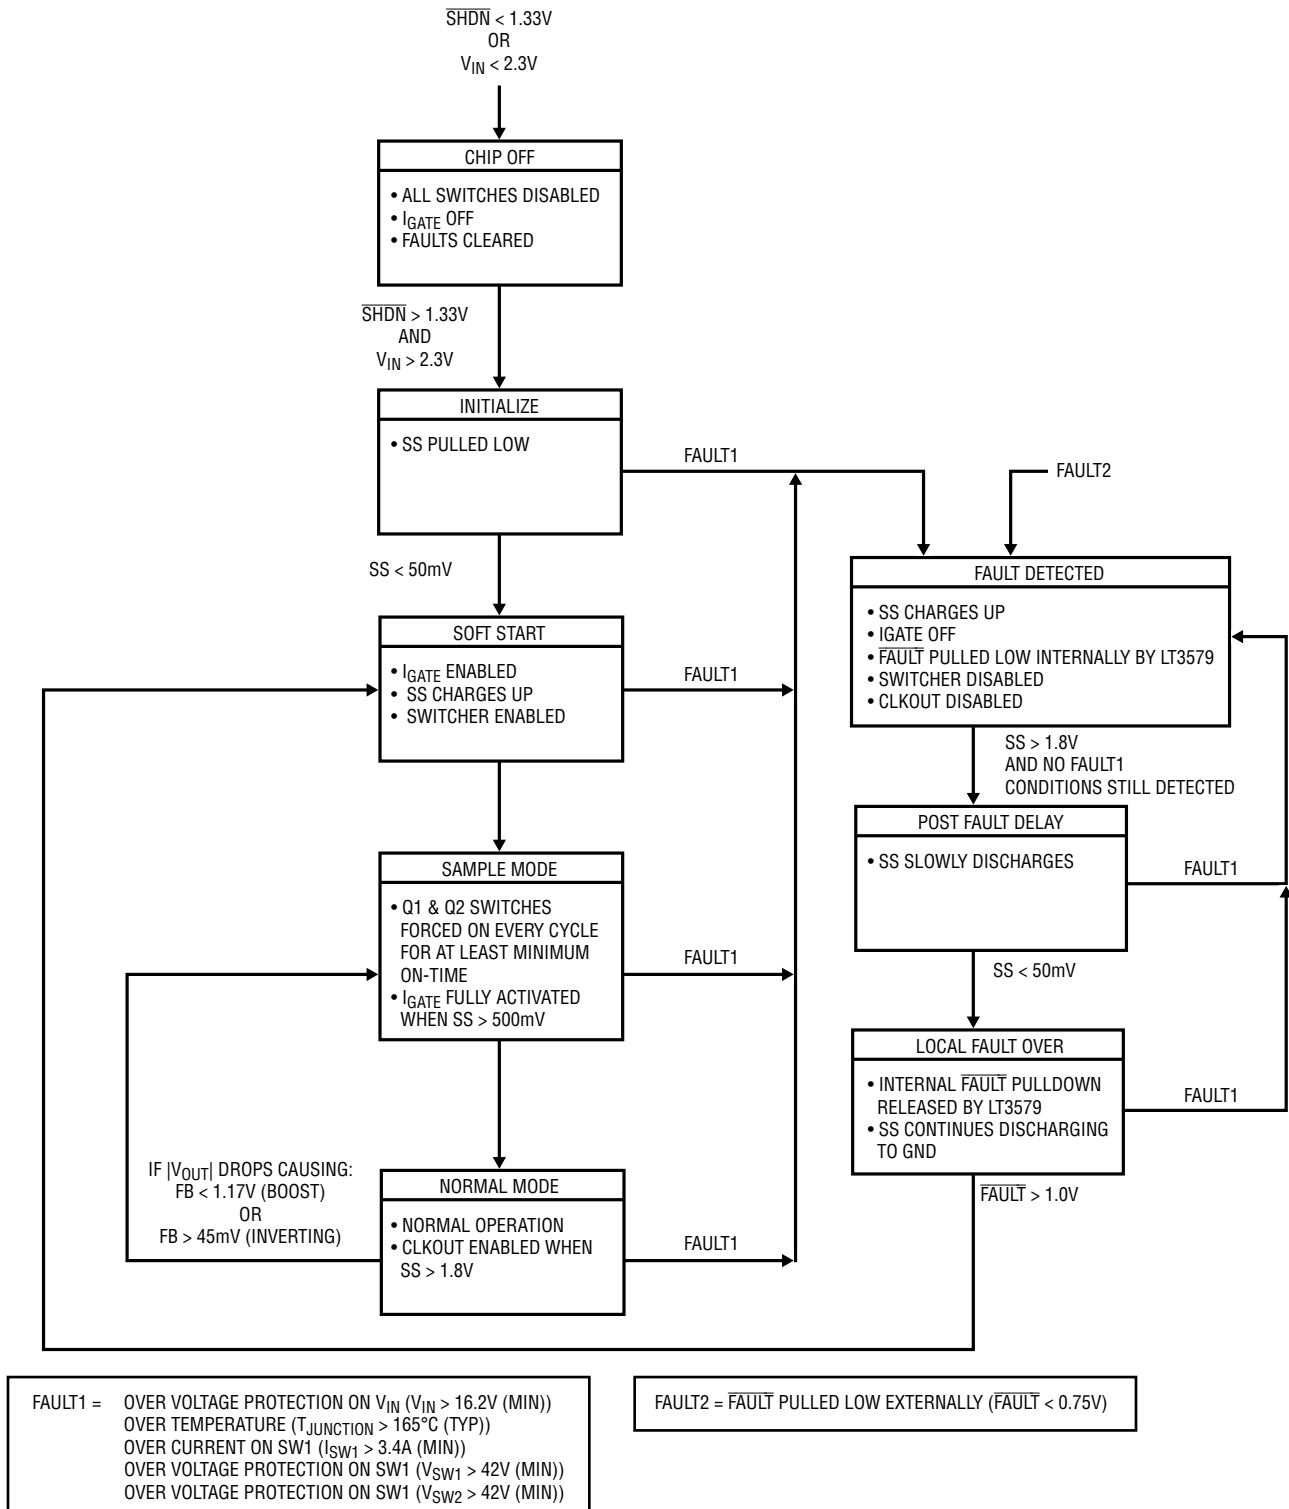 SHDN < 1.33V
OR
VIN < 2.3V
CHIP OFF
• ALL SWITCHES DISABLED
• IGATE OFF
• FAULTS CLEARED
SHDN > 1.33V
AND
VIN > 2.3V
INITIALIZE
• SS PULLED LOW
FAULT1
SS < 50mV
SOFT START
• IGATE ENABLED
• SS CHARGES UP
• SWITCHER ENABLED
FAULT1
SAMPLE MODE
• Q1 & Q2 SWITCHES
FORCED ON EVERY CYCLE
FOR AT LEAST MINIMUM
ON-TIME
• IGATE FULLY ACTIVATED
WHEN SS > 500mV
FAULT1
IF |VOUT| DROPS CAUSING:
FB < 1.17V (BOOST)
OR
FB > 45mV (INVERTING)
NORMAL MODE
• NORMAL OPERATION
• CLKOUT ENABLED WHEN
SS > 1.8V
FAULT1
FAULT2
FAULT DETECTED
• SS CHARGES UP
• IGATE OFF
• FAULT PULLED LOW INTERNALLY BY LT3579
• SWITCHER DISABLED
• CLKOUT DISABLED
SS > 1.8V
AND NO FAULT1
CONDITIONS STILL DETECTED
POST FAULT DELAY
• SS SLOWLY DISCHARGES
FAULT1
SS < 50mV
LOCAL FAULT OVER
• INTERNAL FAULT PULLDOWN
RELEASED BY LT3579
• SS CONTINUES DISCHARGING
TO GND
FAULT1
FAULT > 1.0V
FAULT1 = OVER VOLTAGE PROTECTION ON VIN (VIN > 16.2V (MIN))
OVER TEMPERATURE (TJUNCTION > 165°C (TYP))
OVER CURRENT ON SW1 (ISW1 > 3.4A (MIN))
OVER VOLTAGE PROTECTION ON SW1 (VSW1 > 42V (MIN))
OVER VOLTAGE PROTECTION ON SW1 (VSW2 > 42V (MIN))
FAULT2 = FAULT PULLED LOW EXTERNALLY (FAULT < 0.75V)